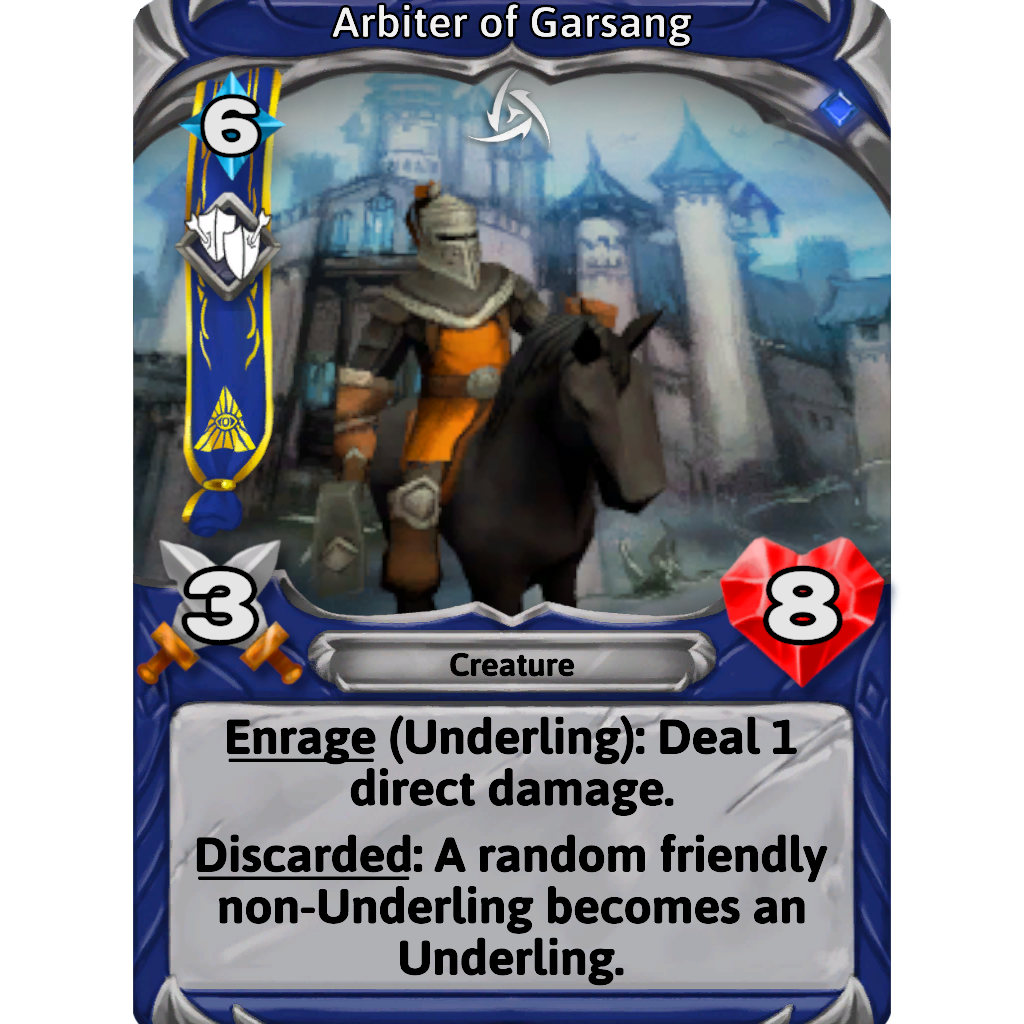 Arbiter of Garsang
6
3
8
Creature
Enrage (Underling): Deal 1
direct damage.
Discarded: A random friendly
non-Underling becomes an
Underling.